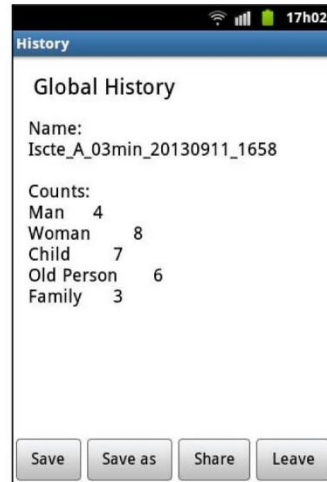 17h02
History
Global History
Name:
Iscte_A_03min_20130911_1658
Counts:
Man 4
Woman 8
Child 7
Old Person 6
Family 3
Save Save as Share Leave